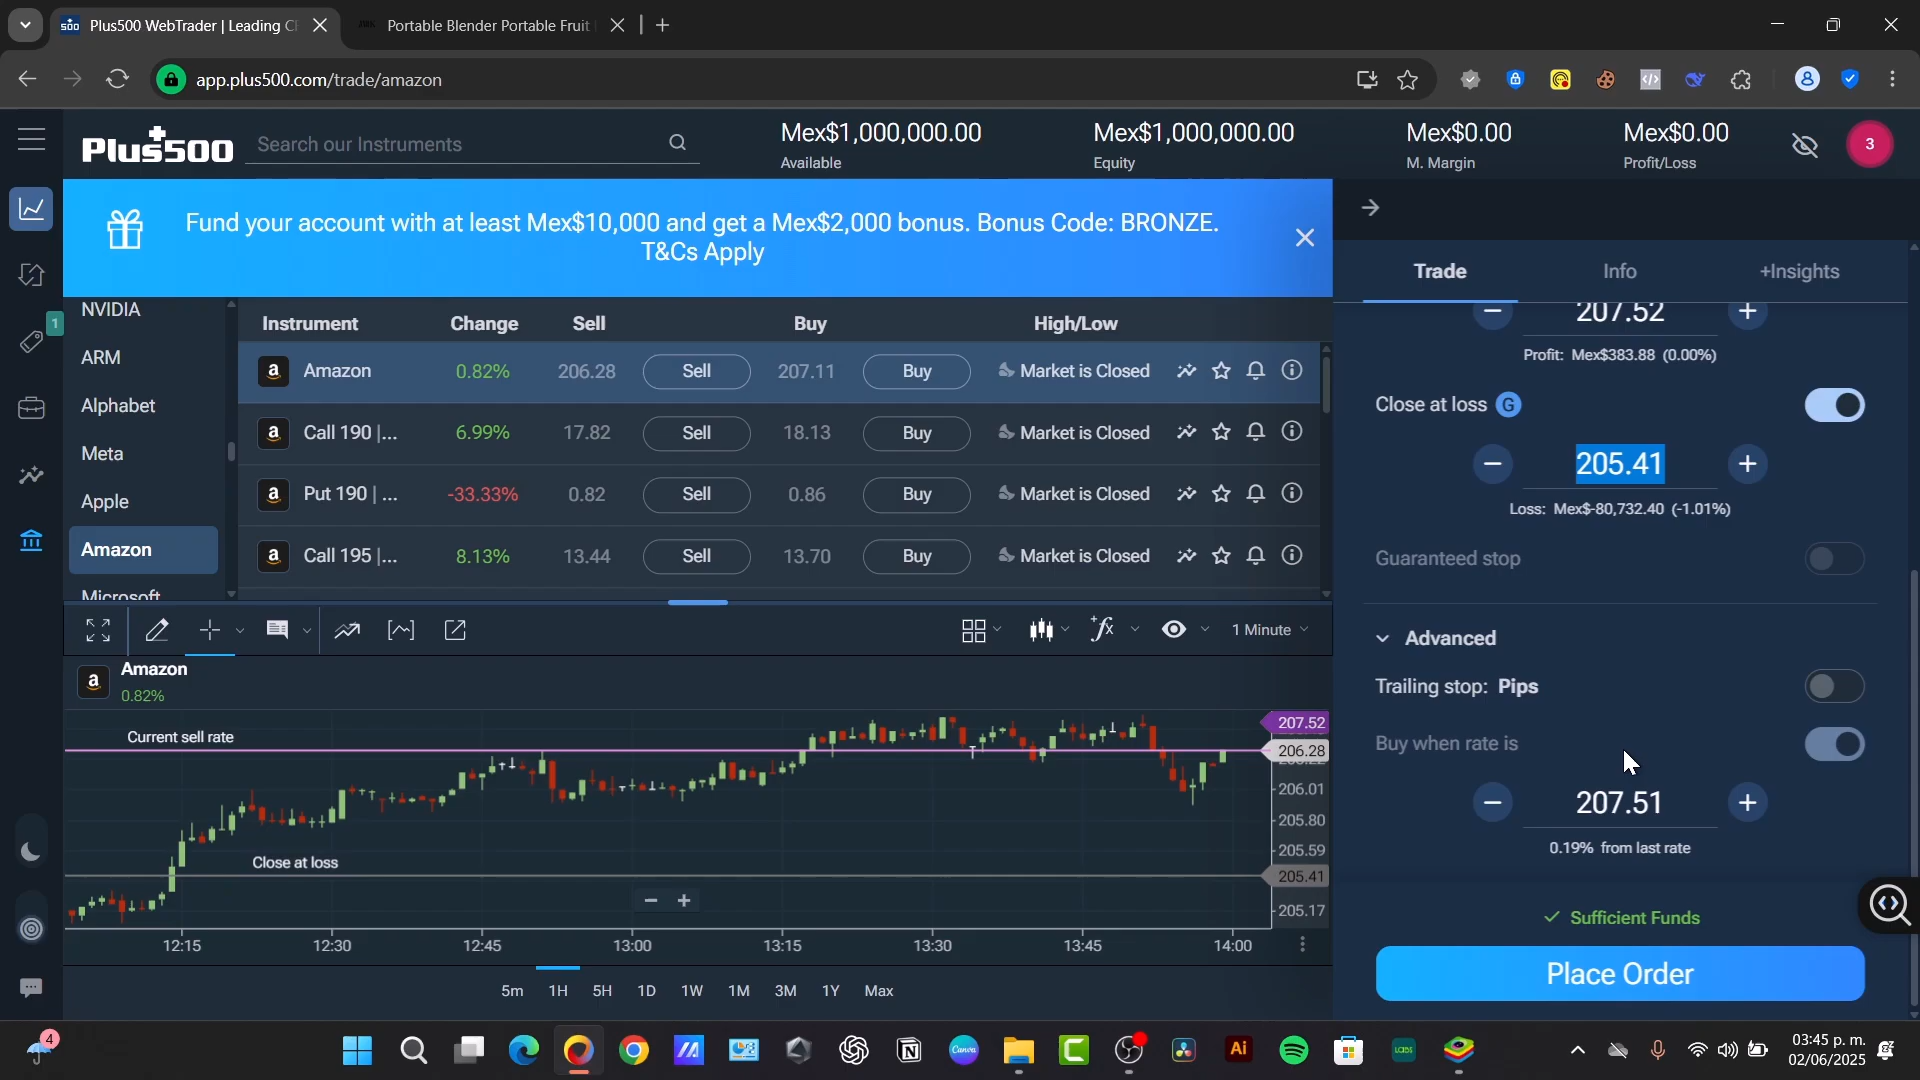 Plus500 WebTrader | Leading CF
Portable Blender Portable Fruit
app.plus500.com/trade/amazon
Plus500
Search our Instruments
Mex$1,000,000.00
Available
Mex$1,000,000.00
Equity
Mex$0.00
M. Margin
Mex$0.00
Profit/Loss
3
Fund your account with at least Mex$10,000 and get a Mex$2,000 bonus. Bonus Code: BRONZE.
T&Cs Apply
1
NVIDIA
ARM
Alphabet
Meta
Apple
Amazon
Microsoft
Instrument Change Sell Buy High/Low
Amazon 0.82% 206.28 Sell 207.11 Buy Market is Closed
Call 190 |... 6.99% 17.82 Sell 18.13 Buy Market is Closed
Put 190 | ... -33.33% 0.82 Sell 0.86 Buy Market is Closed
Call 195 |... 8.13% 13.44 Sell 13.70 Buy Market is Closed
1 Minute
Amazon
0.82%
Current sell rate
Close at loss
207.52
206.28
206.01
205.80
205.59
205.41
205.17
12:15 12:30 12:45 13:00 13:15 13:30 13:45 14:00
5m 1H 5H 1D 1W 1M 3M 1Y Max
Trade Info +Insights
207.52
Profit: Mex$383.88 (0.00%)
Close at loss G
205.41
Loss: Mex$-80,732.40 (-1.01%)
Guaranteed stop
Advanced
Trailing stop: Pips
Buy when rate is
207.51
0.19% from last rate
Sufficient Funds
Place Order
4
Canva
Ai
03:45 p. m.
02/06/2025